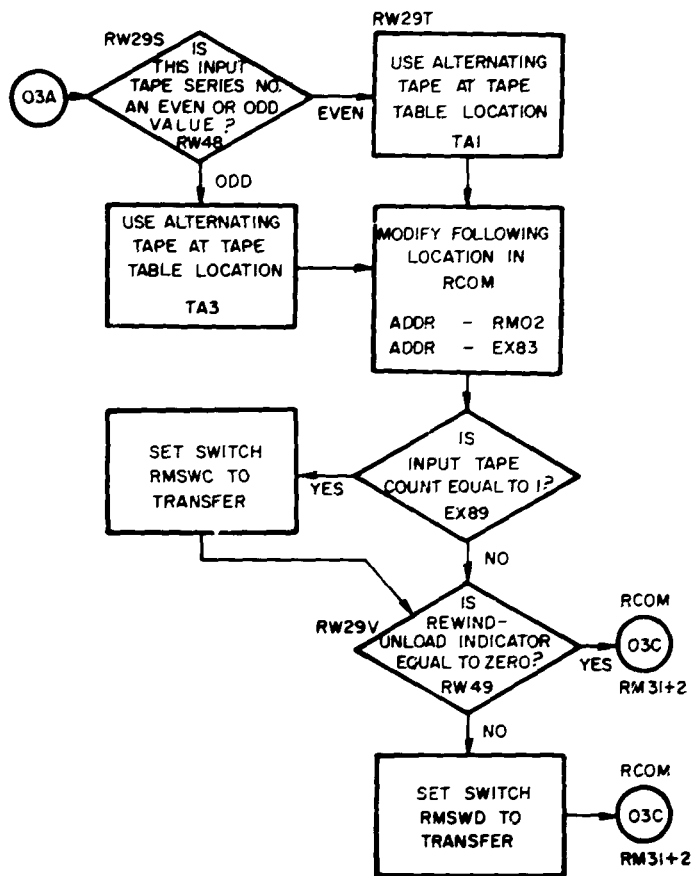 RW29S
IS
THIS INPUT
TAPE SERIES NO.
AN EVEN OR ODD
VALUE ?
RW48
03A
EVEN
ODD
RW29T
USE ALTERNATING
TAPE AT TAPE
TABLE LOCATION
TA1
USE ALTERNATING
TAPE AT TAPE
TABLE LOCATION
TA3
MODIFY FOLLOWING
LOCATION IN
RCOM
ADDR - RM02
ADDR - EX83
IS
INPUT TAPE
COUNT EQUAL TO 1?
EX89
YES
NO
SET SWITCH
RMSWC TO
TRANSFER
RW29V
IS
REWIND-
UNLOAD INDICATOR
EQUAL TO ZERO?
RW49
YES
NO
RCOM
03C
RM31+2
SET SWITCH
RMSWD TO
TRANSFER
RCOM
03C
RM31+2